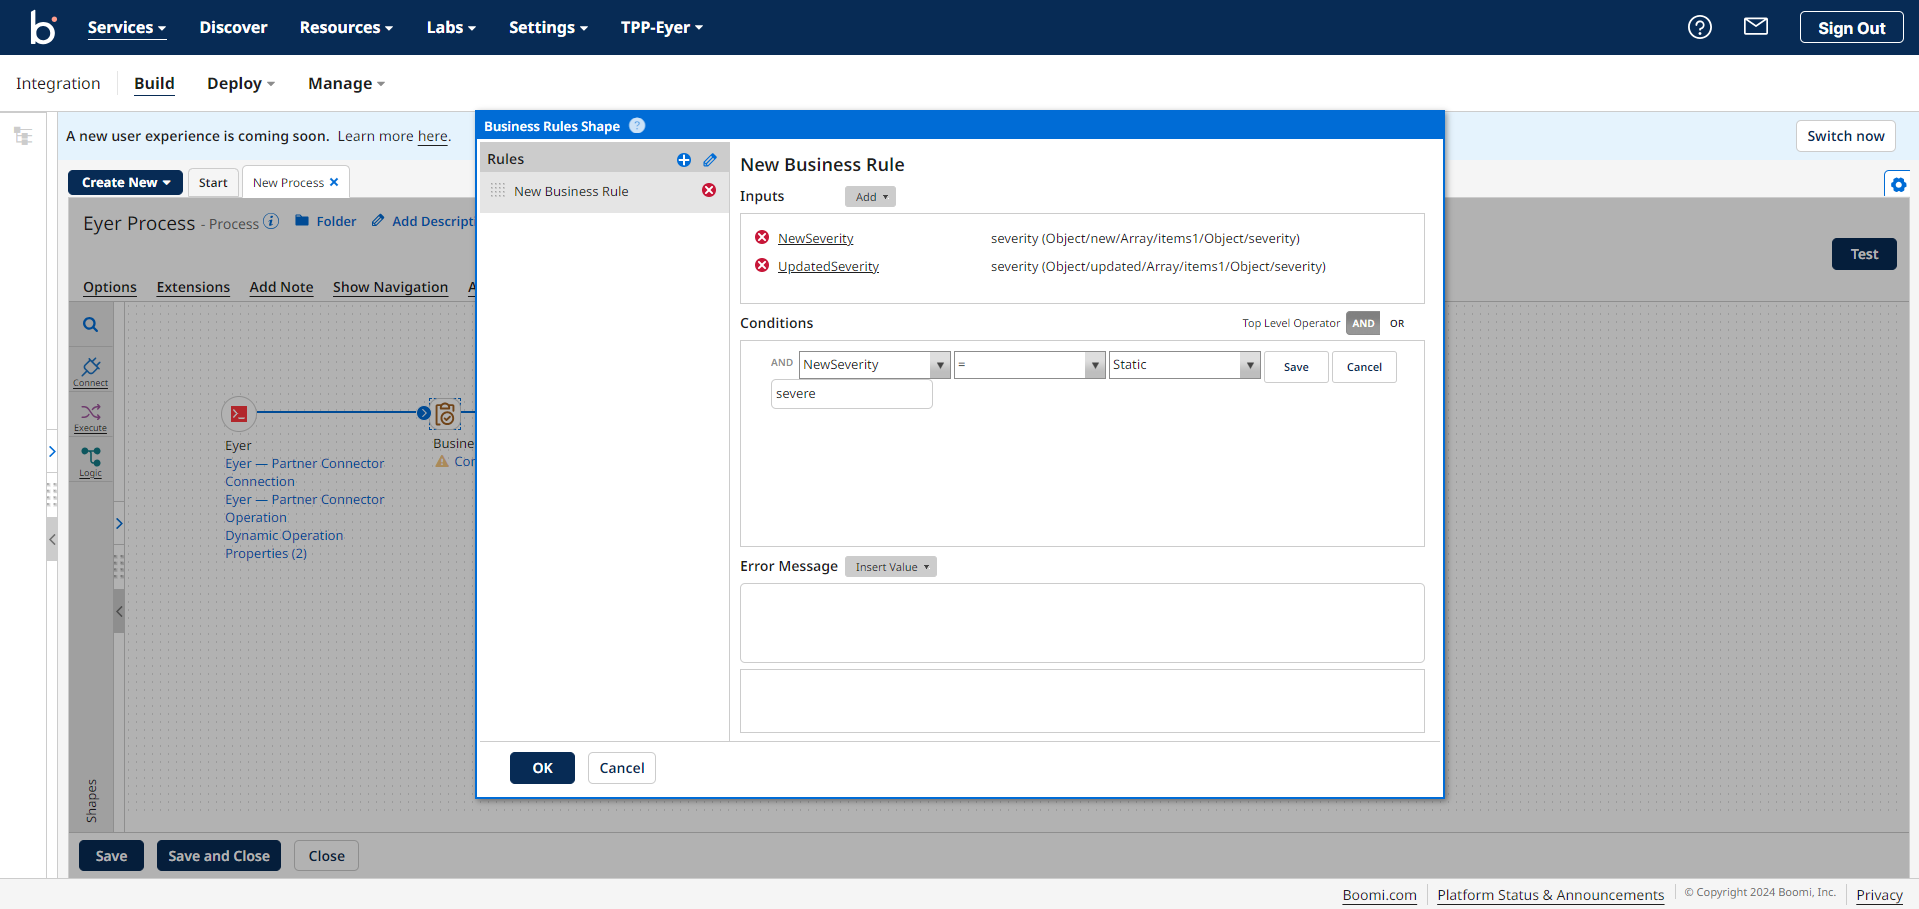 b Services Discover Resources Labs Settings TPP-Eyer Sign Out
Integration Build Deploy Manage
A new user experience is coming soon. Learn more here. Switch now
Create New Start New Process
Eyer Process - Process Folder Add Descripti
Test
Options Extensions Add Note Show Navigation A
Connect
Execute
Logic
Shapes
Eyer
Eyer — Partner Connector
Connection
Eyer — Partner Connector
Operation
Dynamic Operation
Properties (2)
Busine
Cor
Business Rules Shape
Rules
New Business Rule
New Business Rule
Inputs Add
NewSeverity severity (Object/new/Array/items1/Object/severity)
UpdatedSeverity severity (Object/updated/Array/items1/Object/severity)
Conditions Top Level Operator AND OR
AND NewSeverity = Static Save Cancel
severe
Error Message Insert Value
OK Cancel
Save Save and Close Close
Boomi.com Platform Status & Announcements © Copyright 2024 Boomi, Inc. Privacy